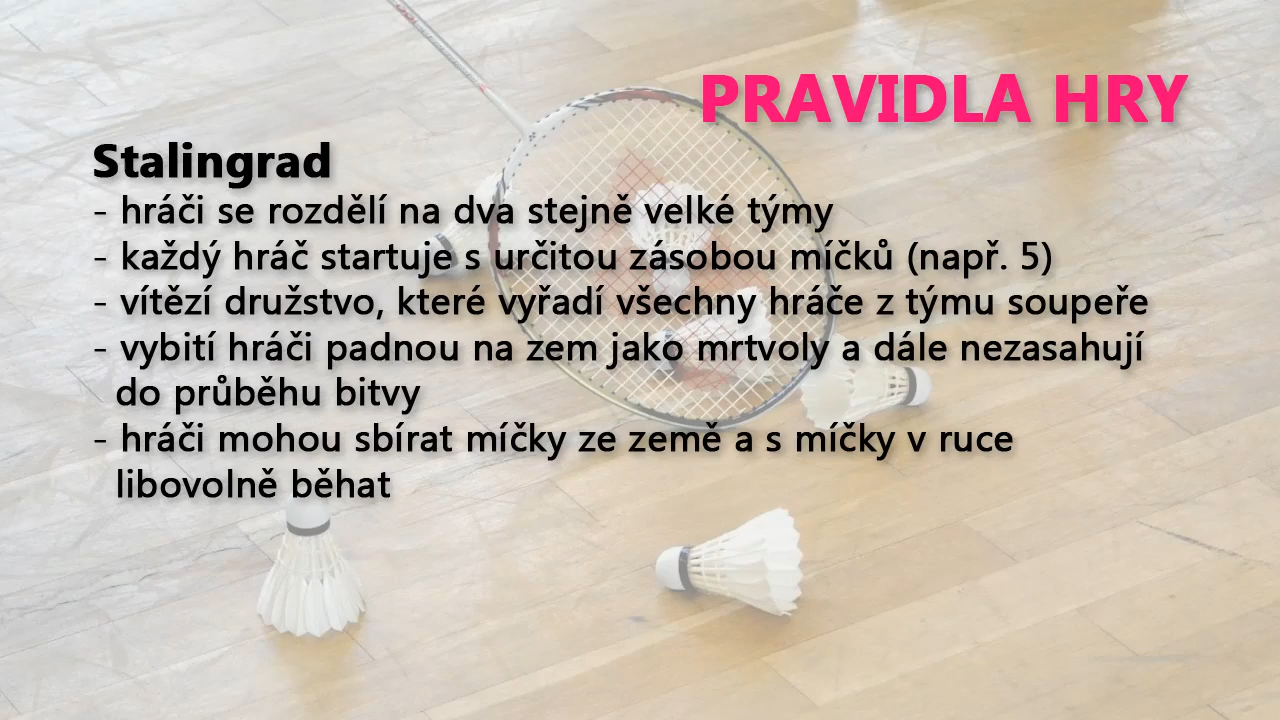 PRAVIDLA HRY
Stalingrad
- hráči se rozdělí na dva stejně velké týmy
- každý hráč startuje s určitou zásobou míčků (např. 5)
- vítězí družstvo, které vyřadí všechny hráče z týmu soupeře
- vybití hráči padnou na zem jako mrtvoly a dále nezasahují
do průběhu bitvy
- hráči mohou sbírat míčky ze země a s míčky v ruce
libovolně běhat